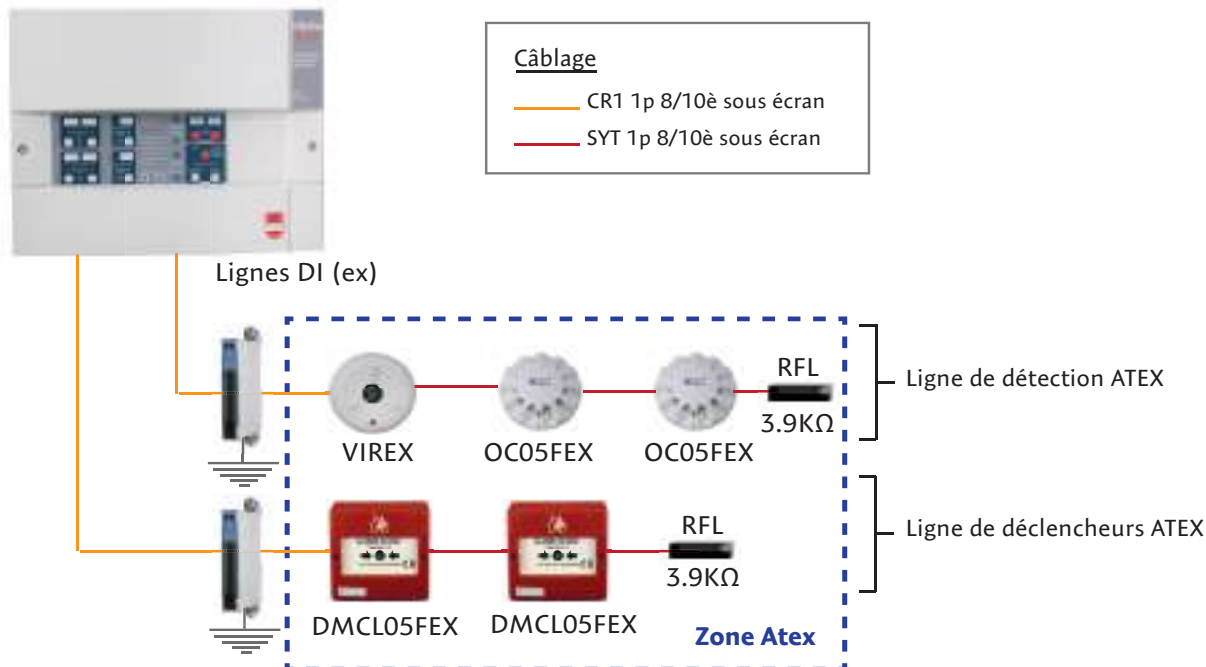 Câblage
CR1 1p 8/10è sous écran
SYT 1p 8/10è sous écran
Lignes DI (ex)
RFL
3.9KΩ
VIREX
OC05FEX
OC05FEX
Ligne de détection ATEX
RFL
3.9KΩ
DMCL05FEX
DMCL05FEX
Zone Atex
Ligne de déclencheurs ATEX